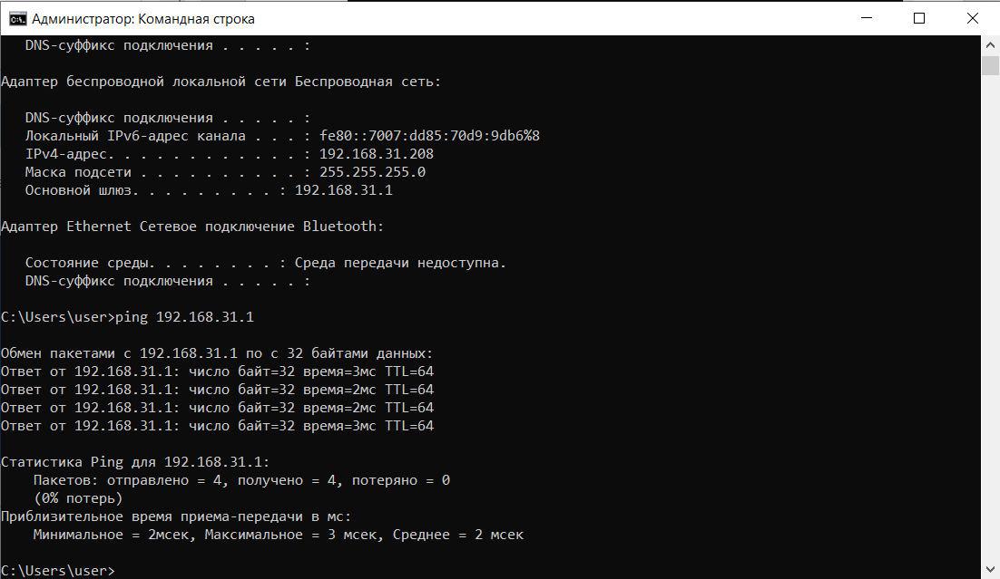 Администратор: Командная строка
DNS-суффикс подключения . . . . . :
Адаптер беспроводной локальной сети Беспроводная сеть:
DNS-суффикс подключения . . . . . :
Локальный IPv6-адрес канала . . . : fe80::7007:dd85:70d9:9db6%8
IPv4-адрес. . . . . . . . . . . . : 192.168.31.208
Маска подсети . . . . . . . . . . : 255.255.255.0
Основной шлюз. . . . . . . . . : 192.168.31.1
Адаптер Ethernet Сетевое подключение Bluetooth:
Состояние среды. . . . . . . . : Среда передачи недоступна.
DNS-суффикс подключения . . . . . :
C:\Users\user>ping 192.168.31.1
Обмен пакетами с 192.168.31.1 по с 32 байтами данных:
Ответ от 192.168.31.1: число байт=32 время=3мс TTL=64
Ответ от 192.168.31.1: число байт=32 время=2мс TTL=64
Ответ от 192.168.31.1: число байт=32 время=2мс TTL=64
Ответ от 192.168.31.1: число байт=32 время=3мс TTL=64
Статистика Ping для 192.168.31.1:
Пакетов: отправлено = 4, получено = 4, потеряно = 0
(0% потерь)
Приблизительное время приема-передачи в мс:
Минимальное = 2мсек, Максимальное = 3 мсек, Среднее = 2 мсек
C:\Users\user>